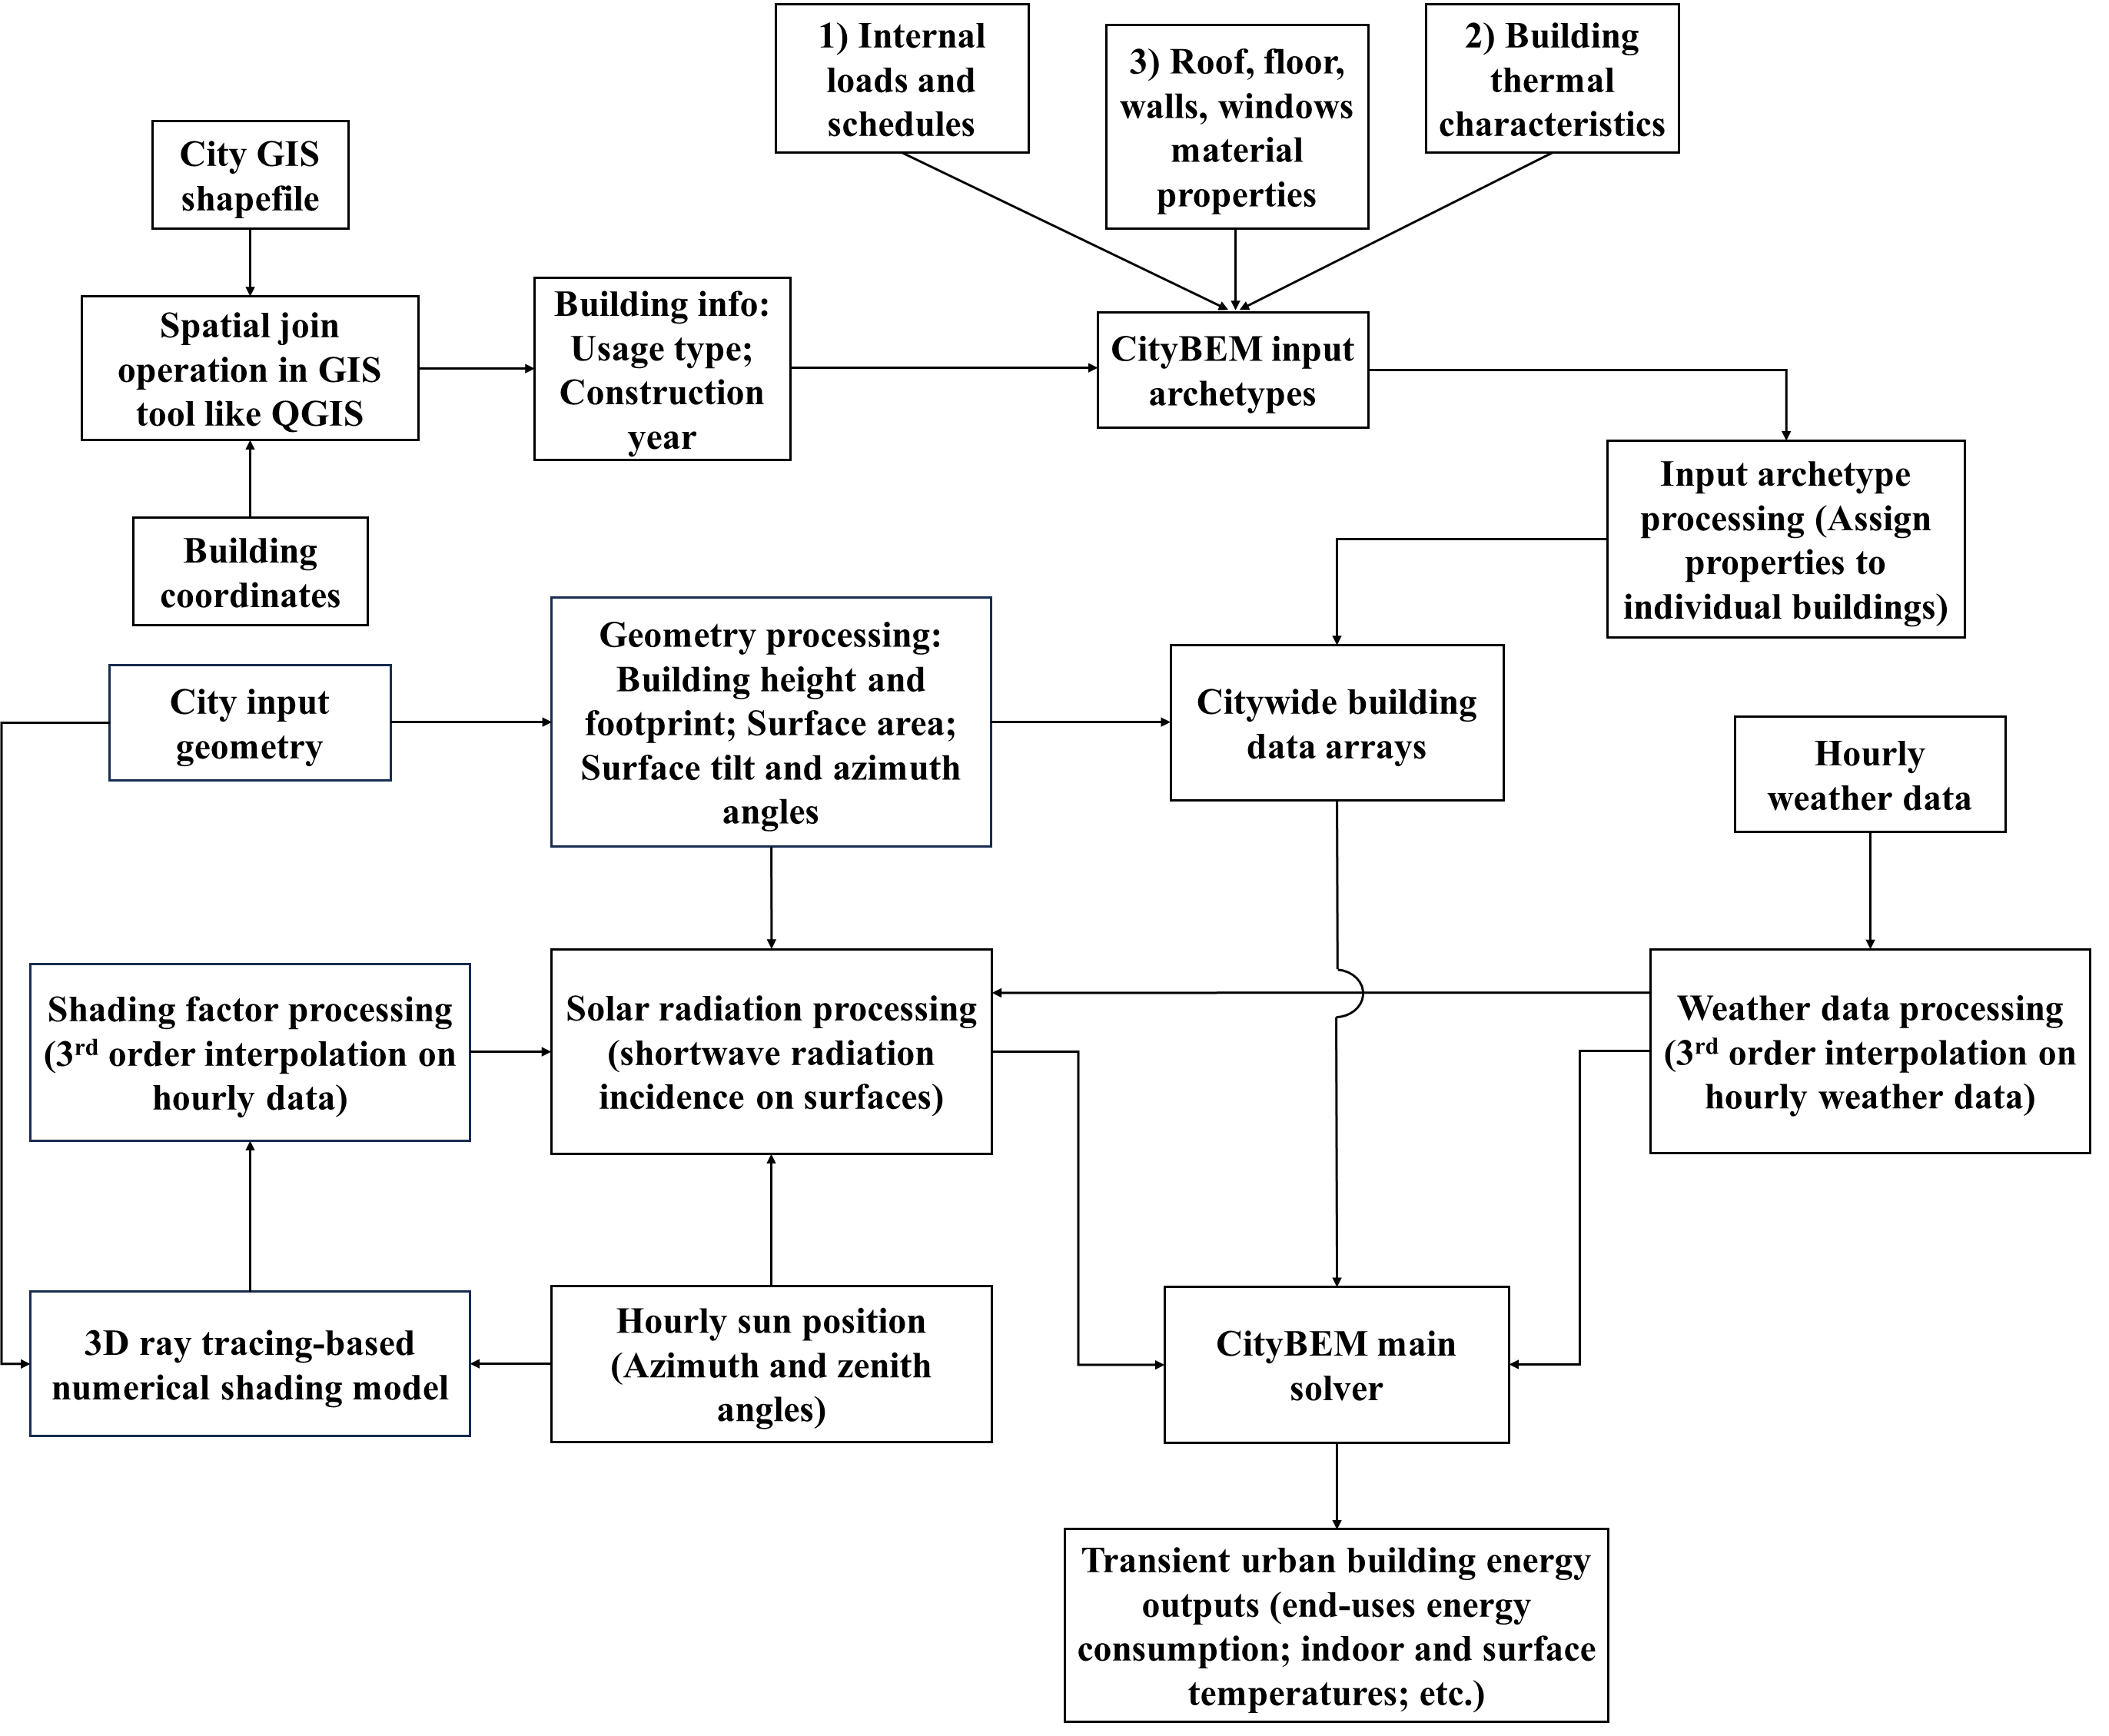 1) Internal
loads and
schedules
3) Roof, floor,
walls, windows
material
properties
2) Building
thermal
characteristics
City GIS
shapefile
Spatial join
operation in GIS
tool like QGIS
Building info:
Usage type;
Construction
year
CityBEM input
archetypes
Input archetype
processing (Assign
properties to
individual buildings)
Building
coordinates
City input
geometry
Geometry processing:
Building height and
footprint; Surface area;
Surface tilt and azimuth
angles
Citywide building
data arrays
Hourly
weather data
Shading factor processing
(3rd order interpolation on
hourly data)
Solar radiation processing
(shortwave radiation
incidence on surfaces)
Weather data processing
(3rd order interpolation on
hourly weather data)
3D ray tracing-based
numerical shading model
Hourly sun position
(Azimuth and zenith
angles)
CityBEM main
solver
Transient urban building energy
outputs (end-uses energy
consumption; indoor and surface
temperatures; etc.)